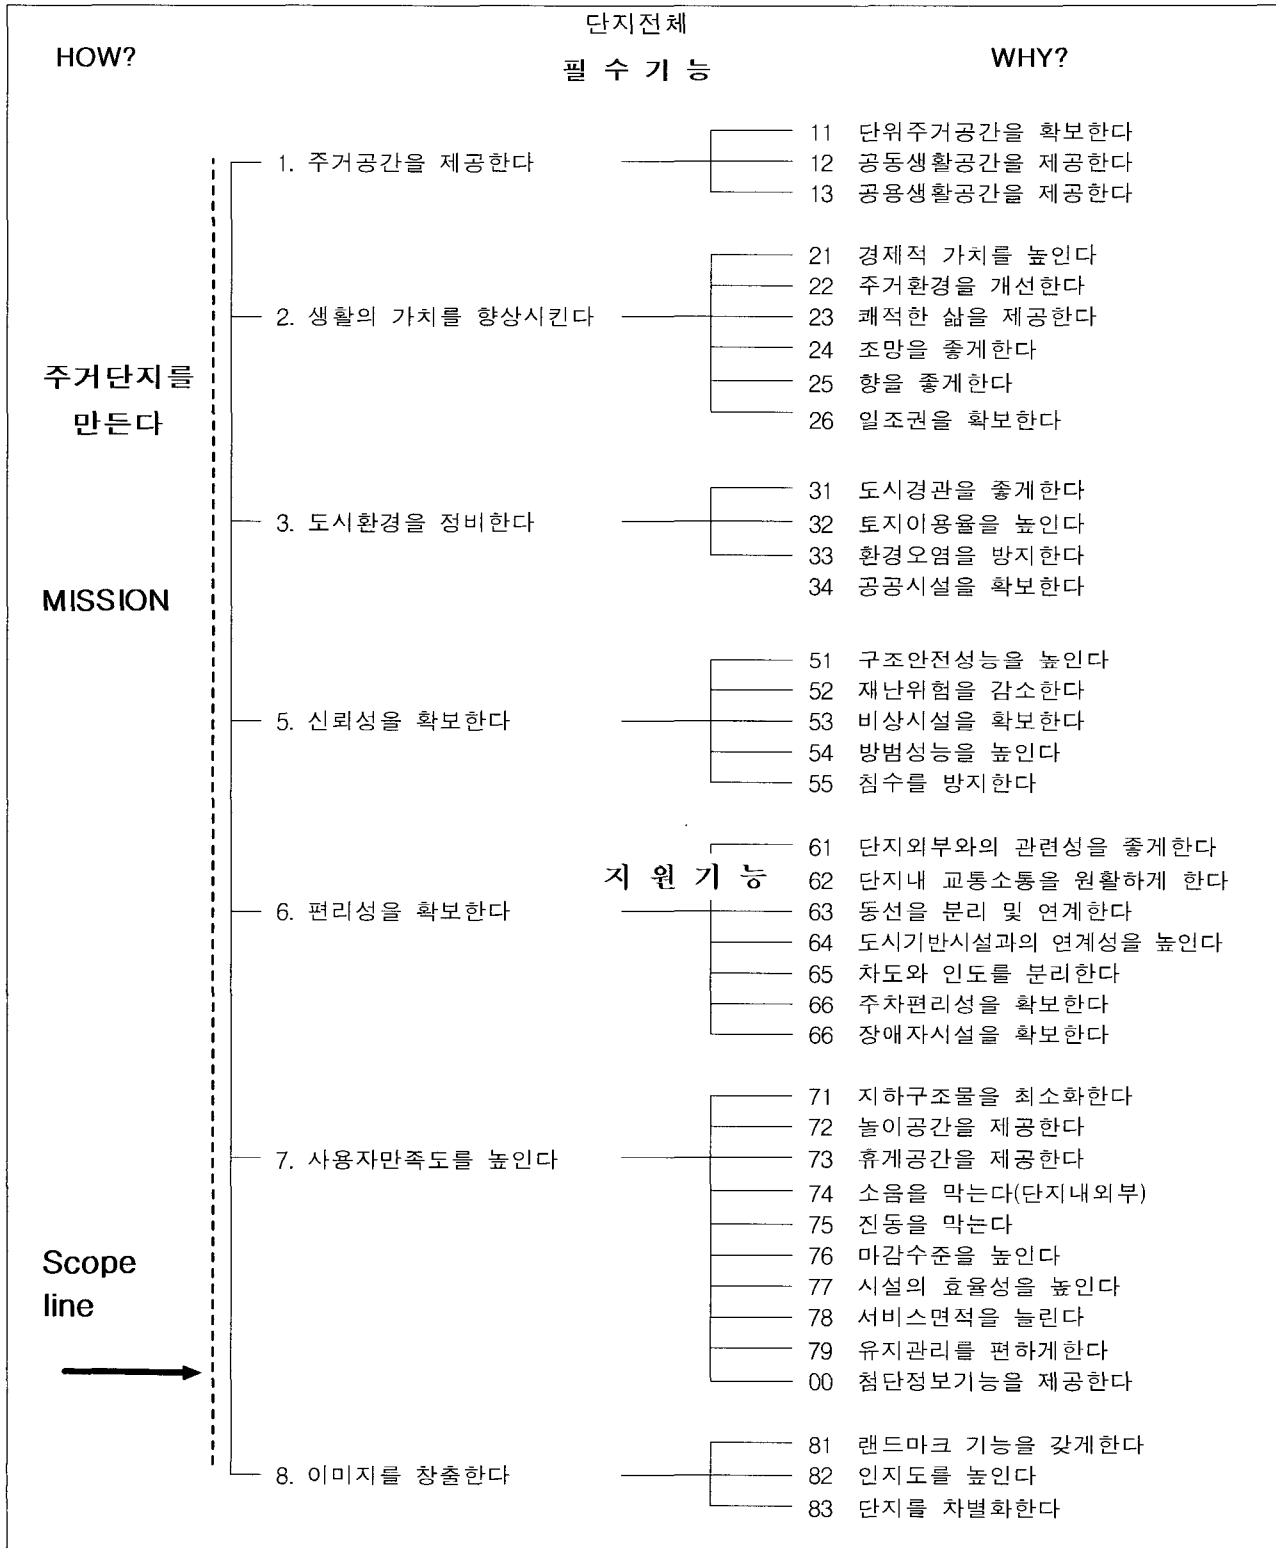 단지전체
HOW?
필 수 기 능
WHY?
11 단위주거공간을 확보한다
1. 주거공간을 제공한다
12 공동생활공간을 제공한다
13 공용생활공간을 제공한다
21 경제적 가치를 높인다
22 주거환경을 개선한다
2. 생활의 가치를 향상시킨다
23 쾌적한 삶을 제공한다
24 조망을 좋게한다
25 향을 좋게한다
26 일조권을 확보한다
주거단지를
만든다
31 도시경관을 좋게한다
3. 도시환경을 정비한다
32 토지이용율을 높인다
33 환경오염을 방지한다
34 공공시설을 확보한다
MISSION
51 구조안전성능을 높인다
52 재난위험을 감소한다
5. 신뢰성올 확보한다
53 비상시설을 확보한다
54 방범성능을 높인다
55 침수를 방지한다
61 단지외부와의 관련성을 좋게한다
지 원 기 능
62 단지내 교통소통을 원활하게 한다
6. 편리성을 확보한다
63 동선을 분리 및 연계한다
64 도시기반시설과의 연계성을 높인다
65 차도와 인도를 분리한다
66 주차편리성을 확보한다
66 장애자시설을 확보한다
71 지하구조물을 최소화한다
72 놀이공간을 제공한다
7. 사용자만족도를 높인다
73 휴게공간을 제공한다
74 소음을 막는다(단지내외부)
75 진동을 막는다
76 마감수준을 높인다
77 시설의 효율성을 높인다
78 서비스면적을 늘린다
79 유지관리를 편하게한다
00 첨단정보기능을 제공한다
Scope
line
81 랜드마크 기능을 갖게한다
8. 이미지를 창출한다
82 인지도를 높인다
83 단지를 차별화한다